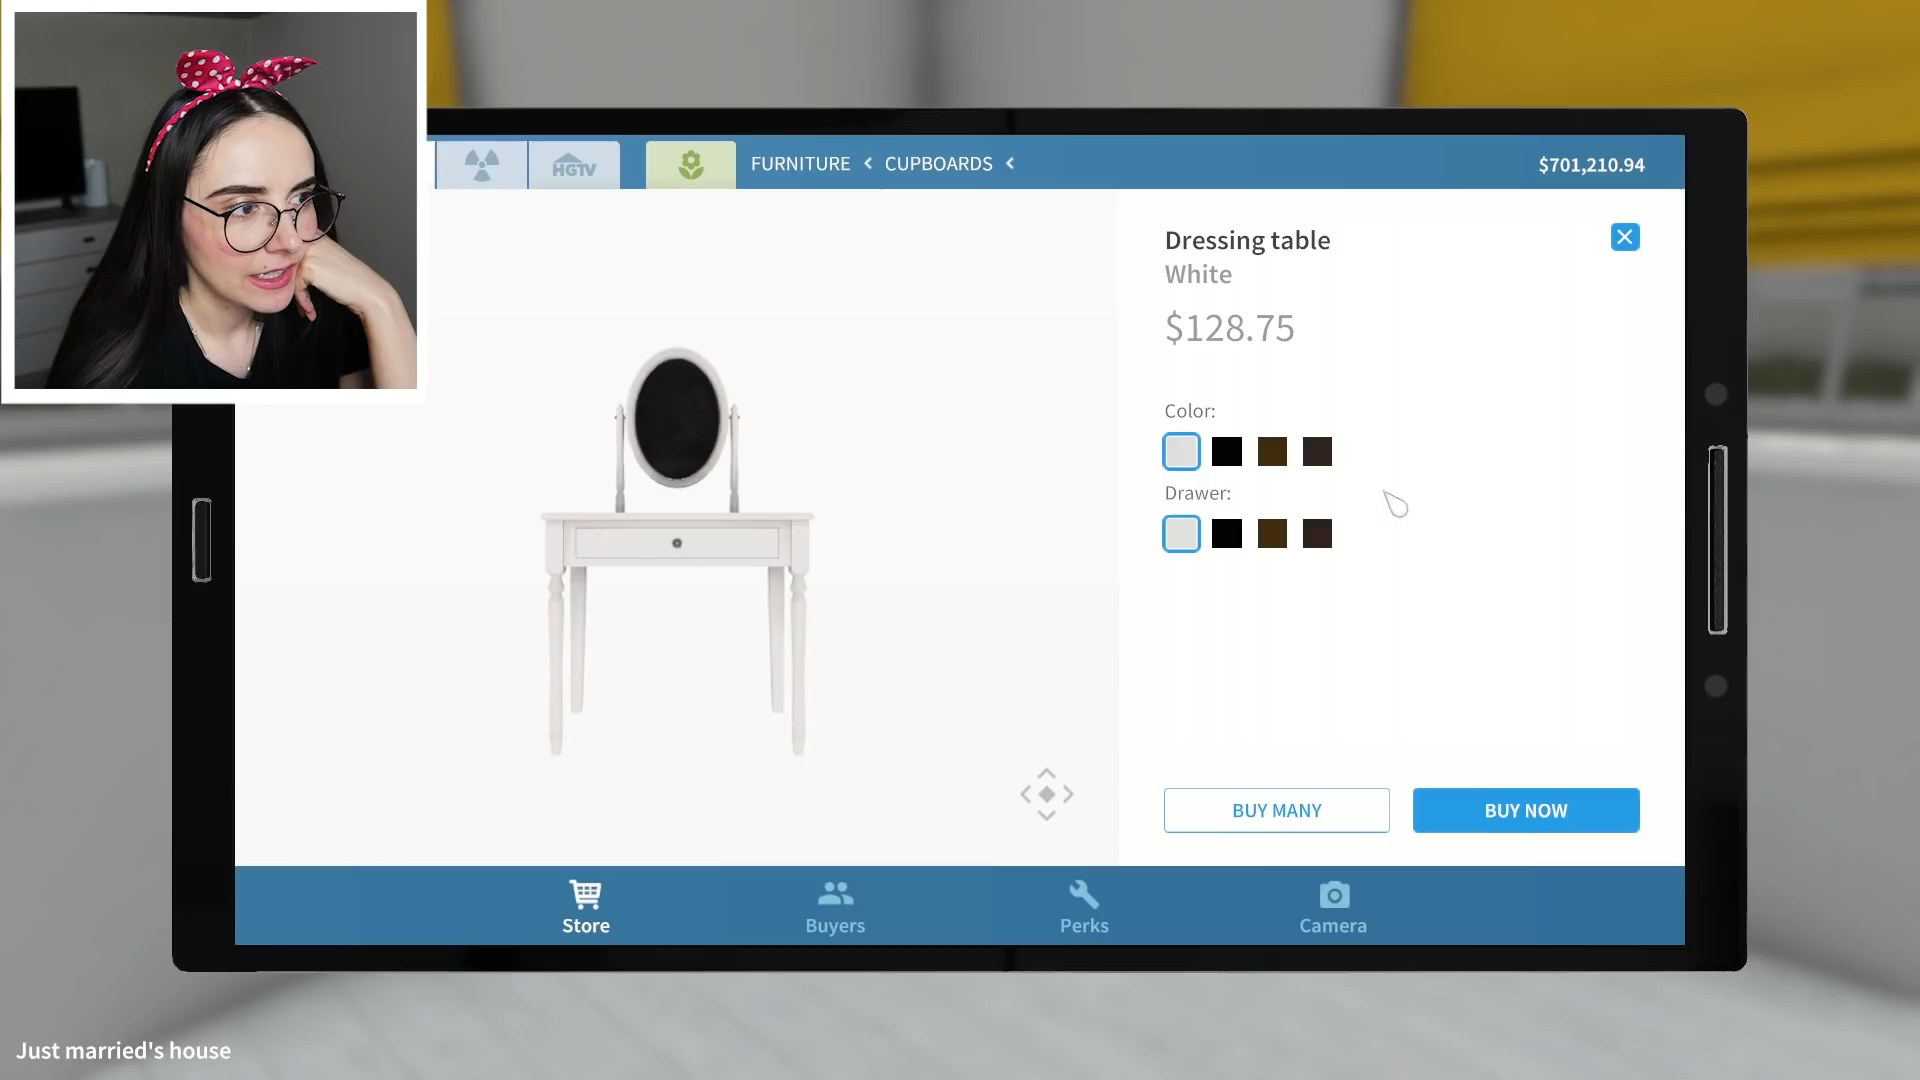 HGTV
FURNITURE < CUPBOARDS <
$701,210.94
Dressing table
White
$128.75
Color:
Drawer:
BUY MANY
BUY NOW
Store
Buyers
Perks
Camera
Just married's house